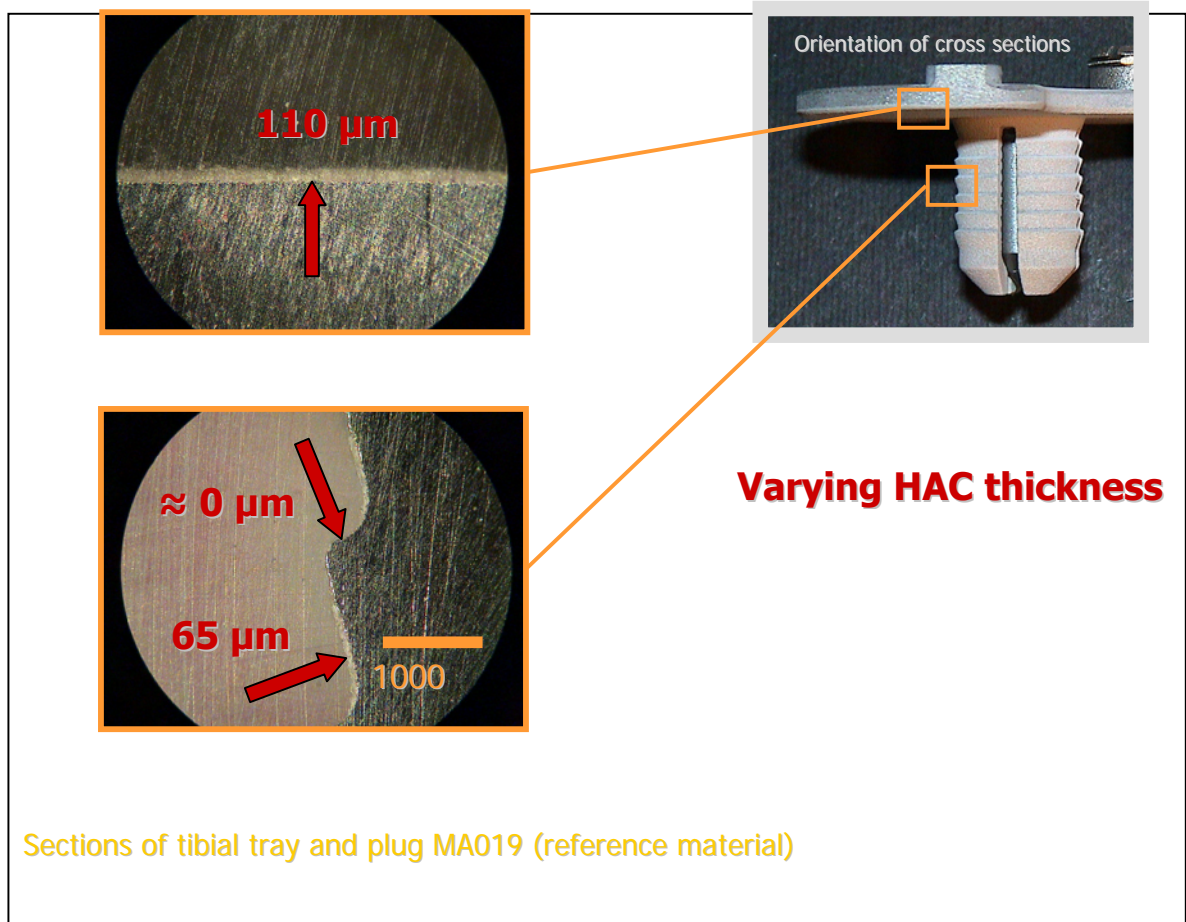 110 µm
Orientation of cross sections
≈ 0 µm
65 µm
1000
Varying HAC thickness
Sections of tibial tray and plug MA019 (reference material)